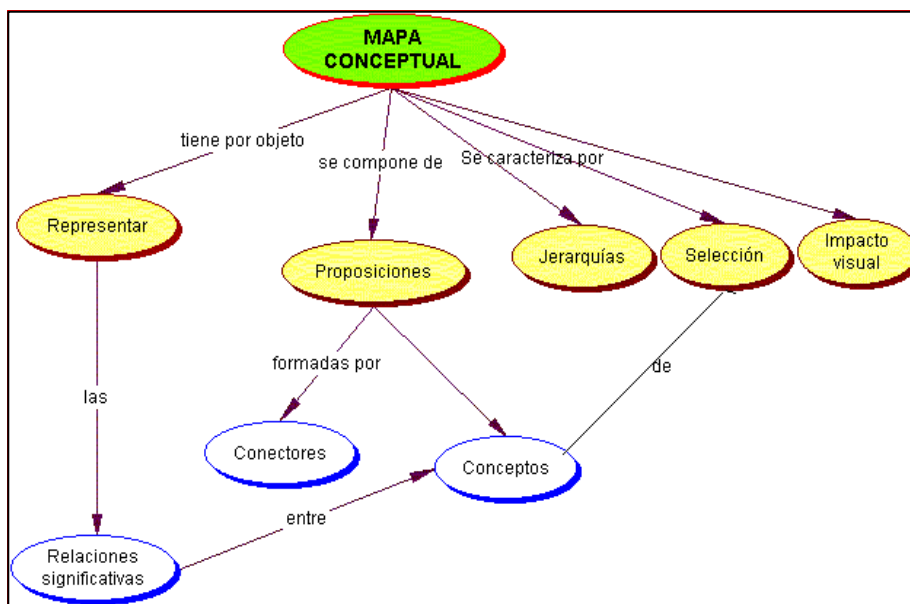 MAPA
CONCEPTUAL
tiene por objeto
se compone de
Se caracteriza por
Representar
Proposiciones
Jerarquías
Selección
Impacto
visual
formadas por
de
las
Conectores
Conceptos
entre
Relaciones
significativas